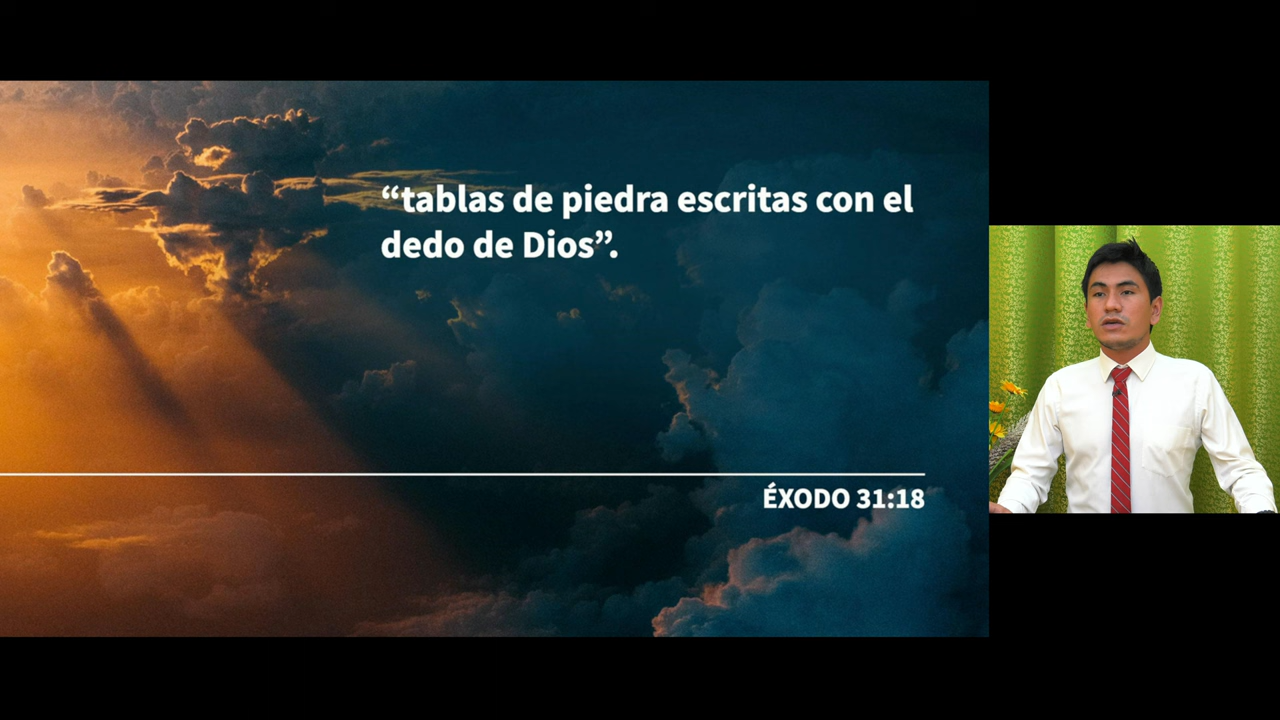 “tablas de piedra escritas con el
dedo de Dios”.
ÉXODO 31:18